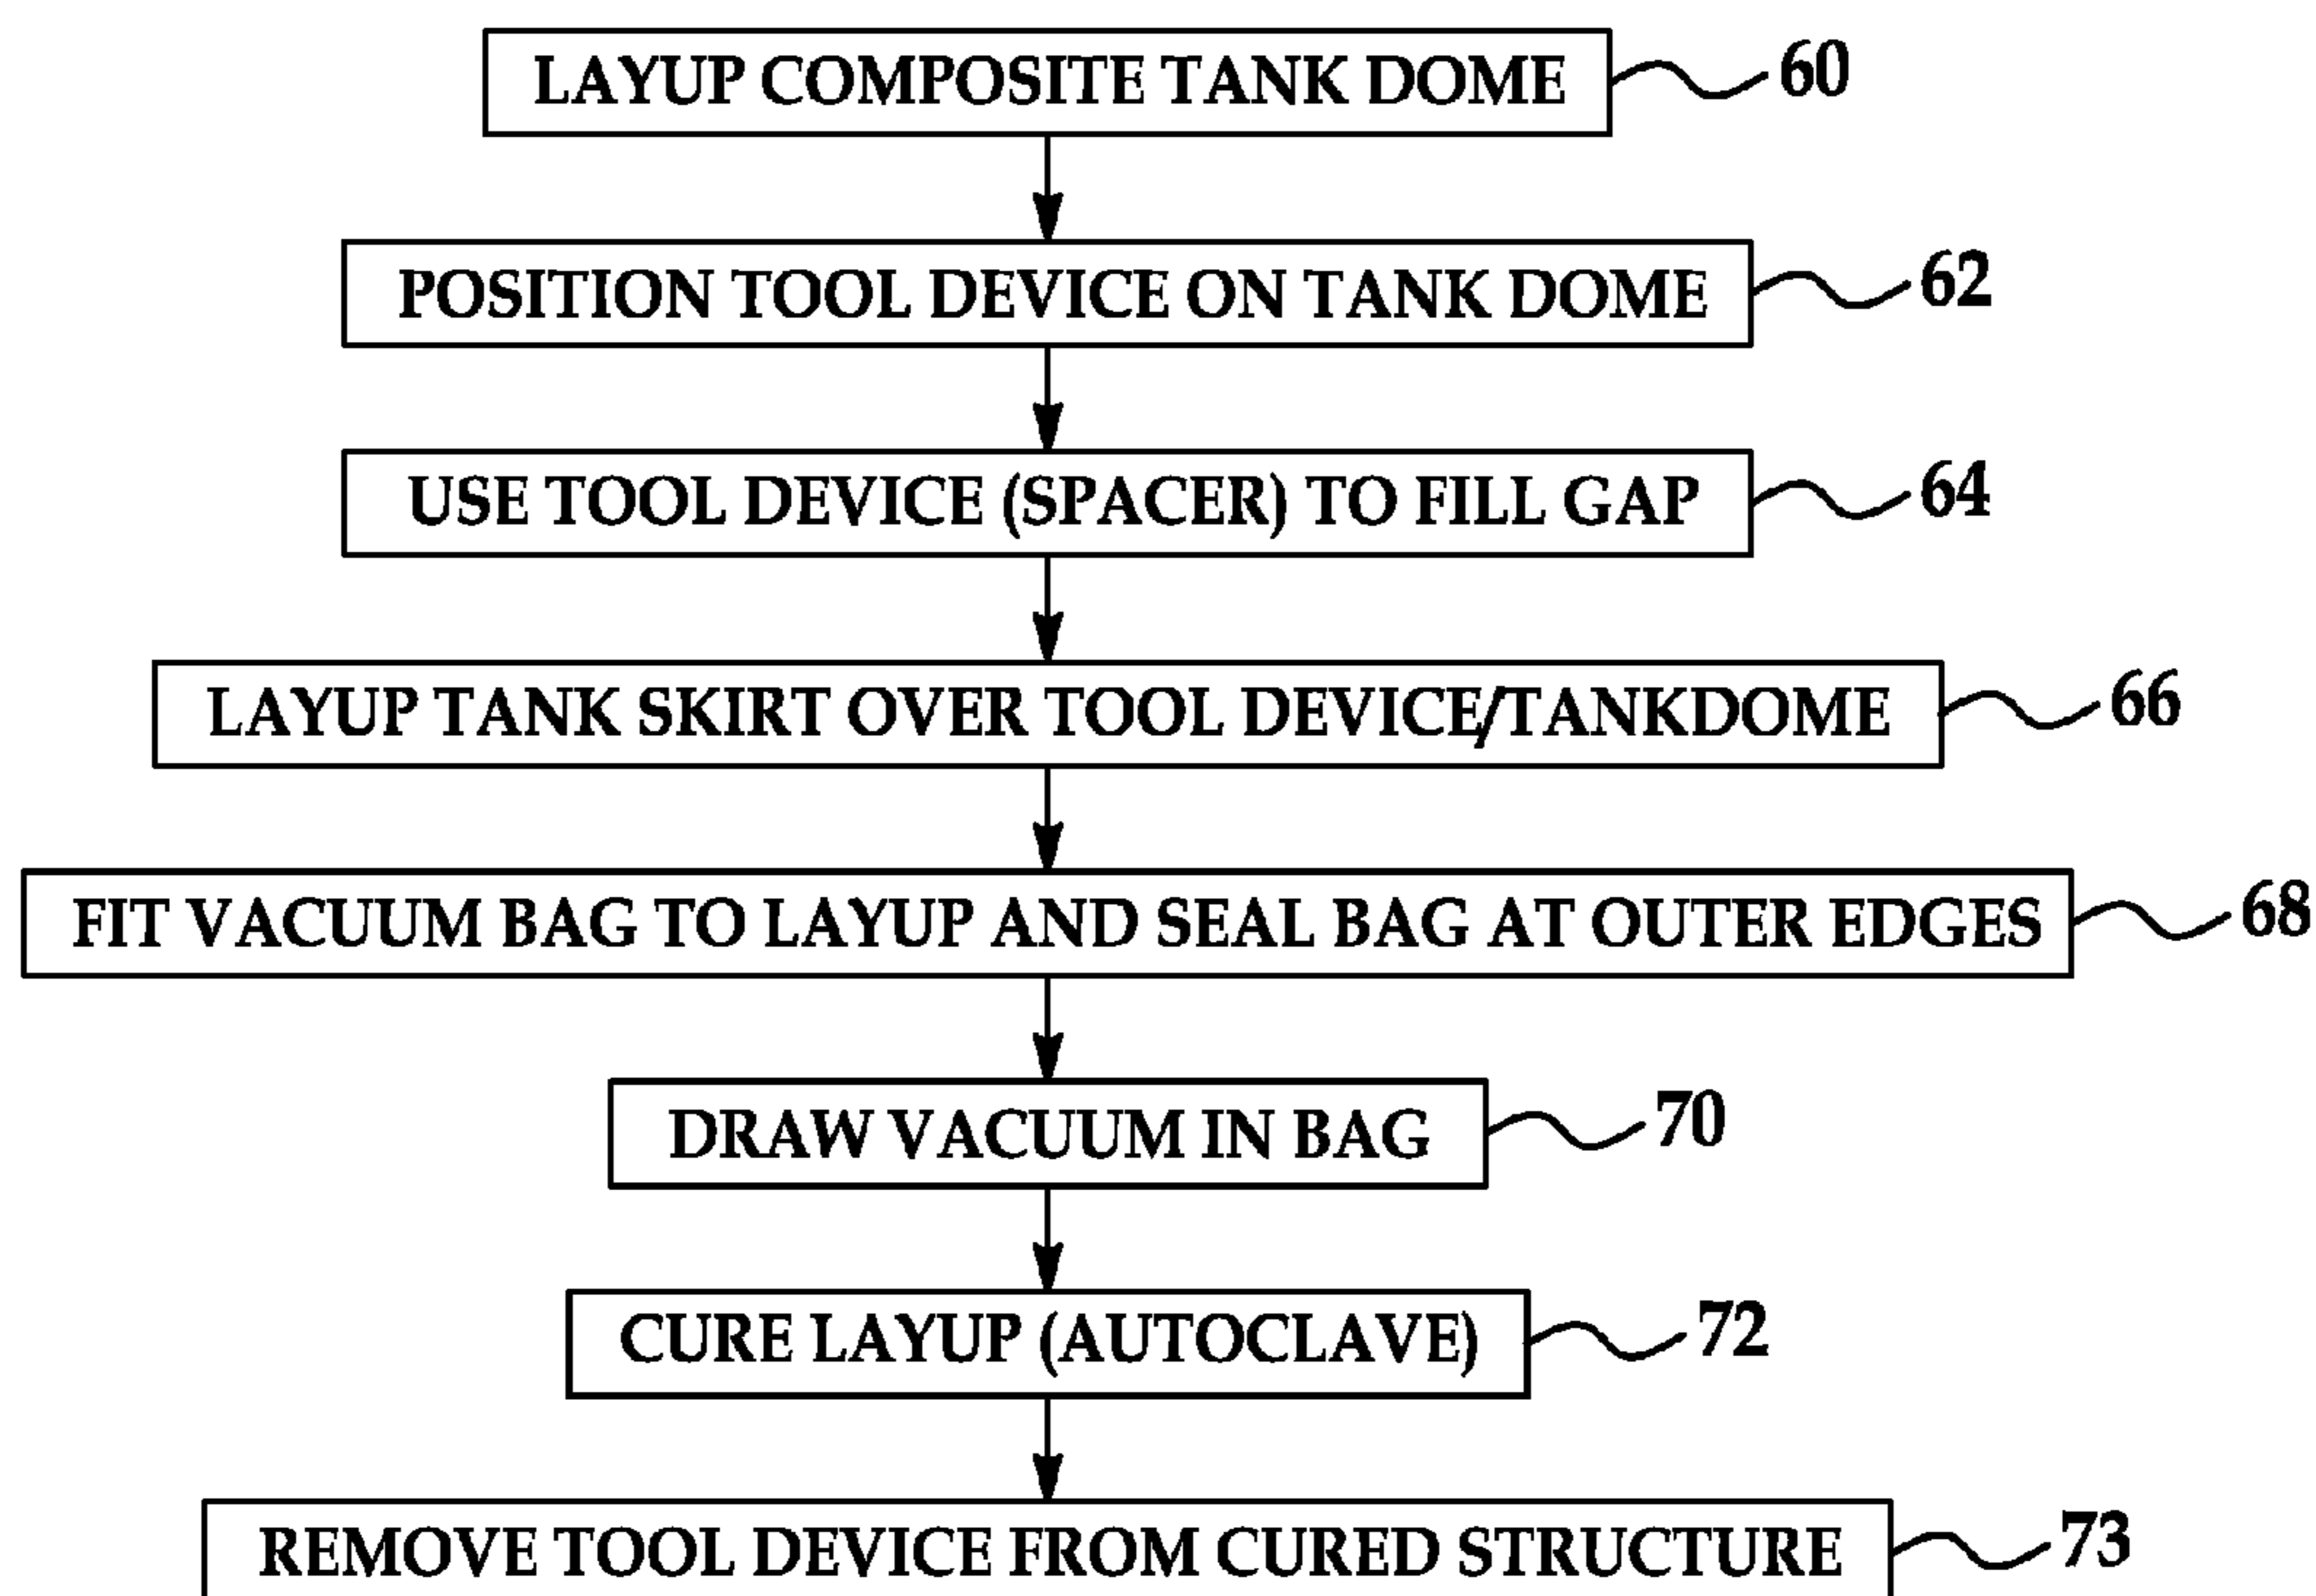 LAYUP COMPOSITE TANK DOME 60
POSITION TOOL DEVICE ON TANK DOME 62
USE TOOL DEVICE (SPACER) TO FILL GAP 64
LAYUP TANK SKIRT OVER TOOL DEVICE/TANKDOME 66
FIT VACUUM BAG TO LAYUP AND SEAL BAG AT OUTER EDGES 68
DRAW VACUUM IN BAG 70
CURE LAYUP (AUTOCLAVE) 72
REMOVE TOOL DEVICE FROM CURED STRUCTURE 73